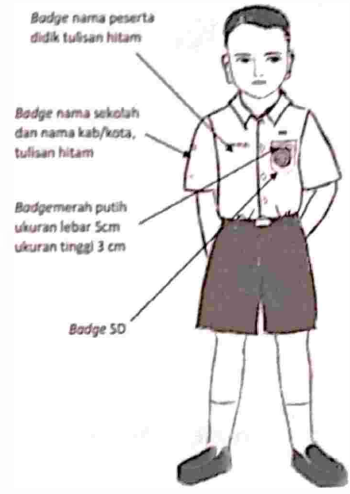 Badge nama peserta
didik tulisan hitam
Badge nama sekolah
dan nama kab/kota,
tulisan hitam
Badgemerah putih
ukuran lebar 5cm
ukuran tinggi 3 cm
Badge SD